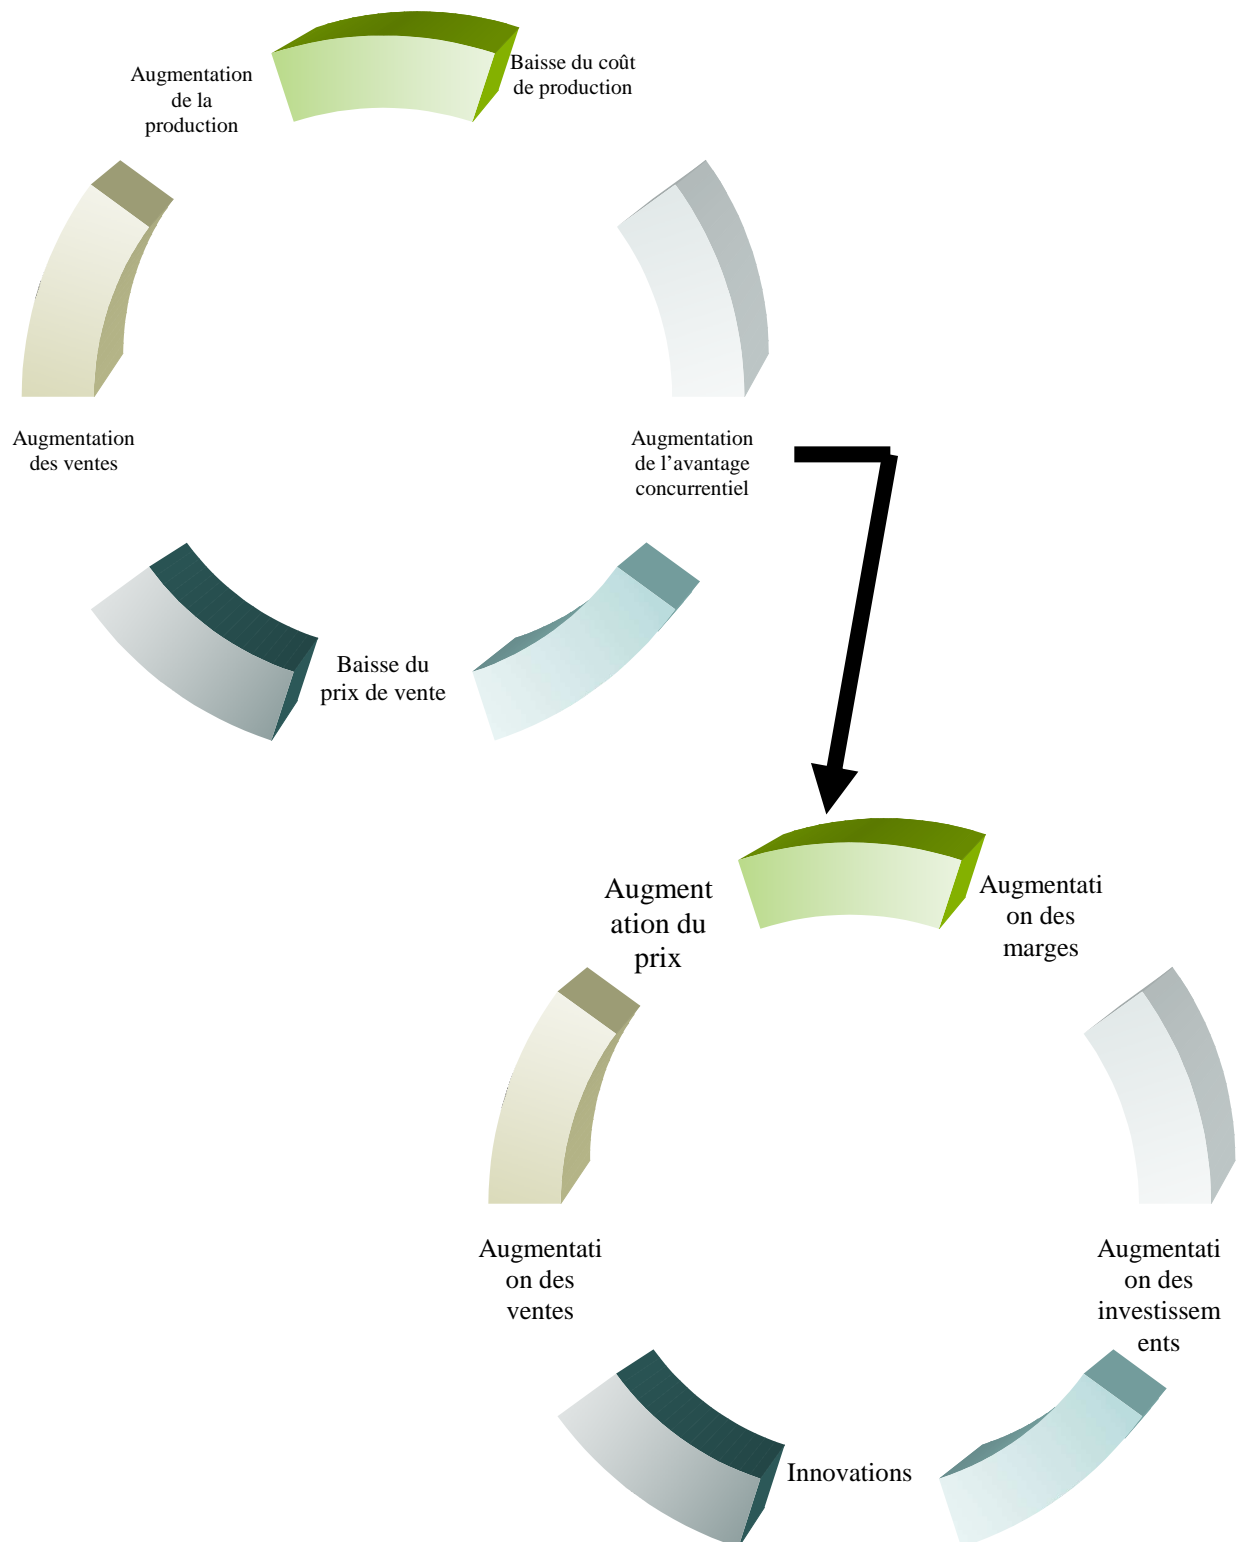 Augmentation
de la
production
Baisse du coût
de production
Augmentation
des ventes
Augmentation
de l’avantage
concurrentiel
Baisse du
prix de vente
Augment
ation du
prix
Augmentati
on des
marges
Augmentati
on des
ventes
Augmentati
on des
investissem
ents
Innovations